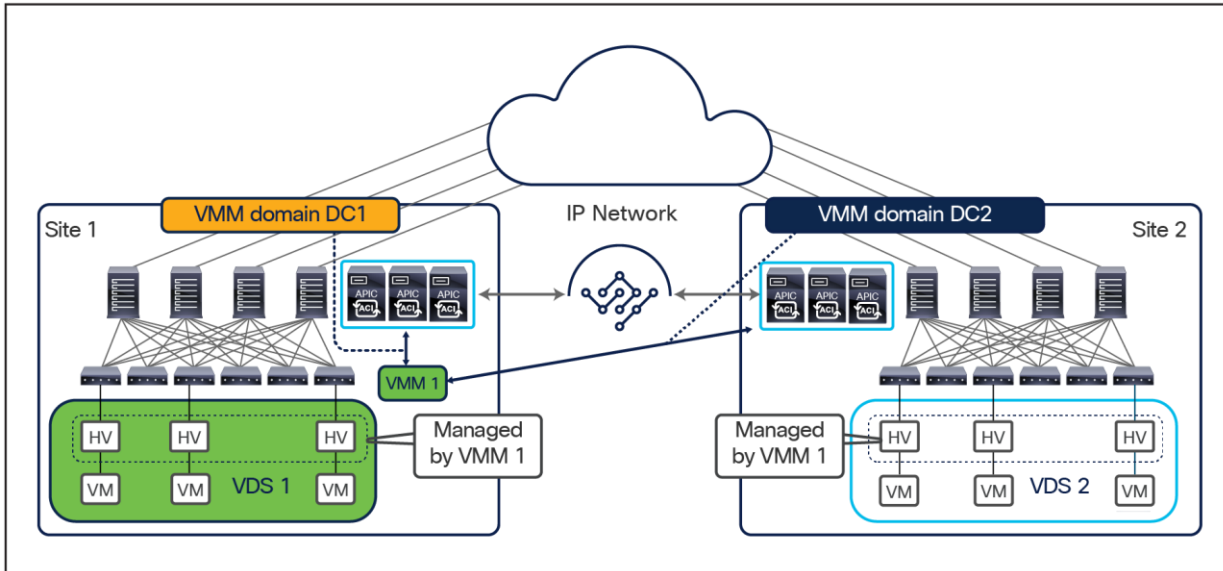 VMM domain DC1
IP Network
VMM domain DC2
Site 1
Site 2
APIC APIC APIC
ACI ACI ACI
APIC APIC APIC
ACI ACI ACI
VMM 1
HV HV HV
Managed
by VMM 1
Managed
by VMM 1
HV HV HV
VM VM VM
VDS 1
VM VM VM
VDS 2